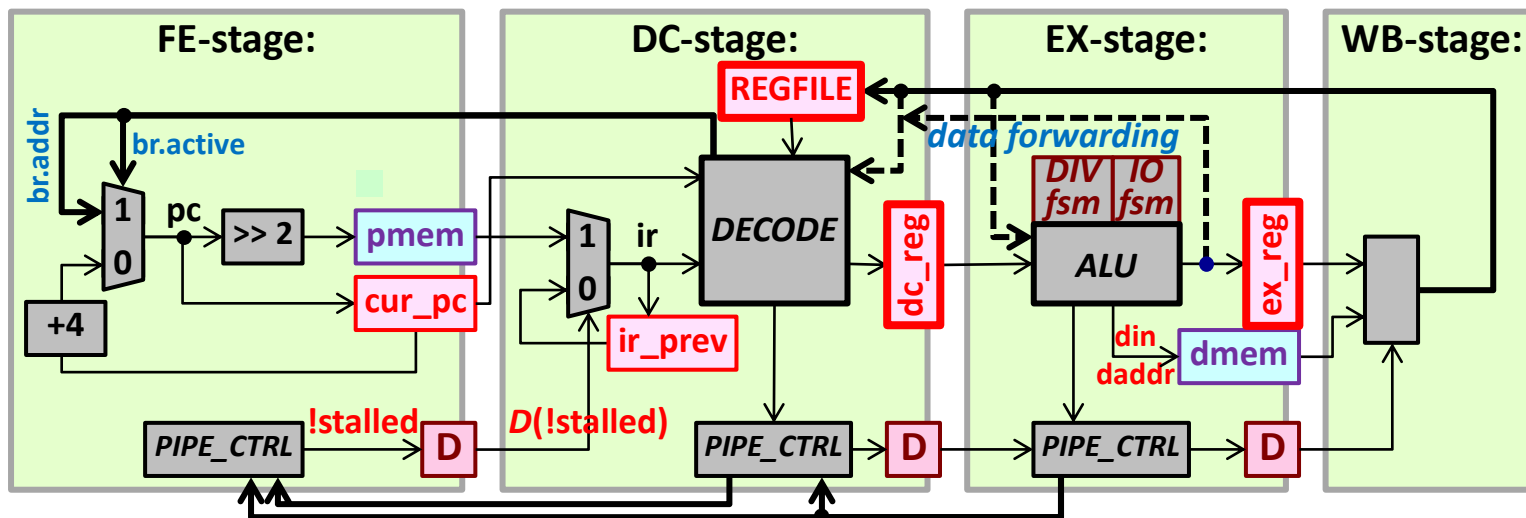 FE-stage:
DC-stage:
EX-stage:
WB-stage:
REGFILE
br.addr
br.active
data forwarding
DIV
fsm
IO
fsm
1
0
pc
>> 2
pmem
1
0
ir
DECODE
dc_reg
ALU
ex_reg
cur_pc
+4
ir_prev
din
daddr
dmem
PIPE_CTRL
!stalled
D
D(!stalled)
PIPE_CTRL
D
PIPE_CTRL
D